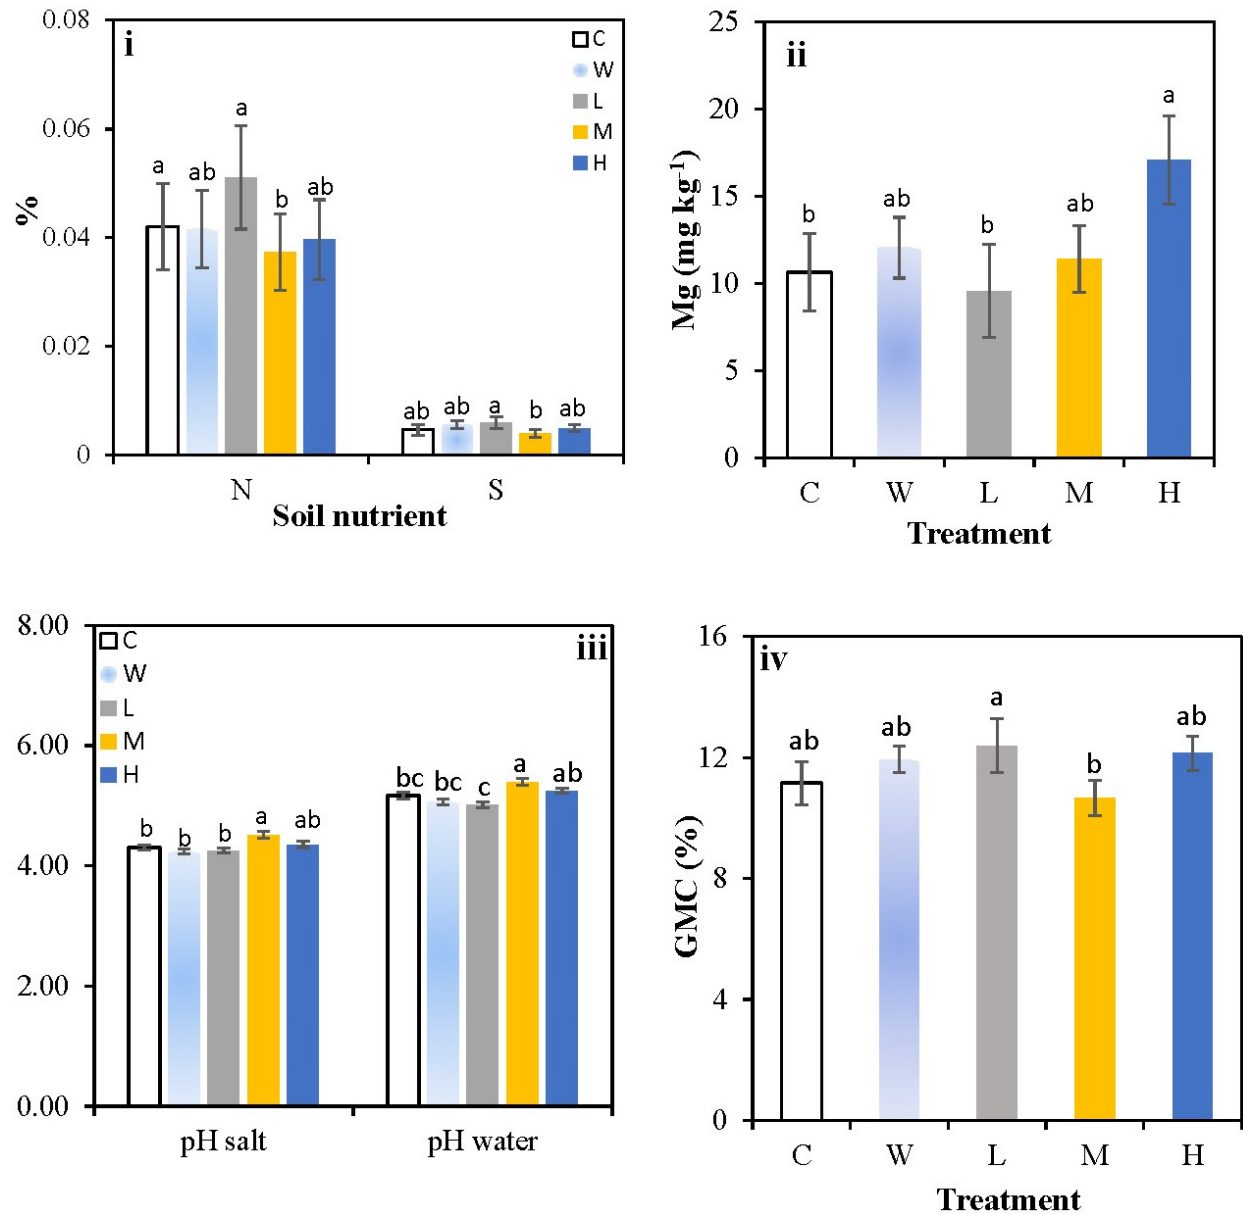 i
0.08
0.06
0.04
0.02
0
%
C
W
L
M
H
a
ab
a
b
ab
ab
ab
a
b
ab
N
S
Soil nutrient
ii
25
20
15
10
5
0
Mg (mg kg⁻¹)
b
ab
b
ab
a
C
W
L
M
H
Treatment
iii
8.00
6.00
4.00
2.00
0.00
C
W
L
M
H
b
b
b
a
ab
bc
bc
c
a
ab
pH salt
pH water
iv
16
12
8
4
0
GMC (%)
ab
ab
a
b
ab
C
W
L
M
H
Treatment